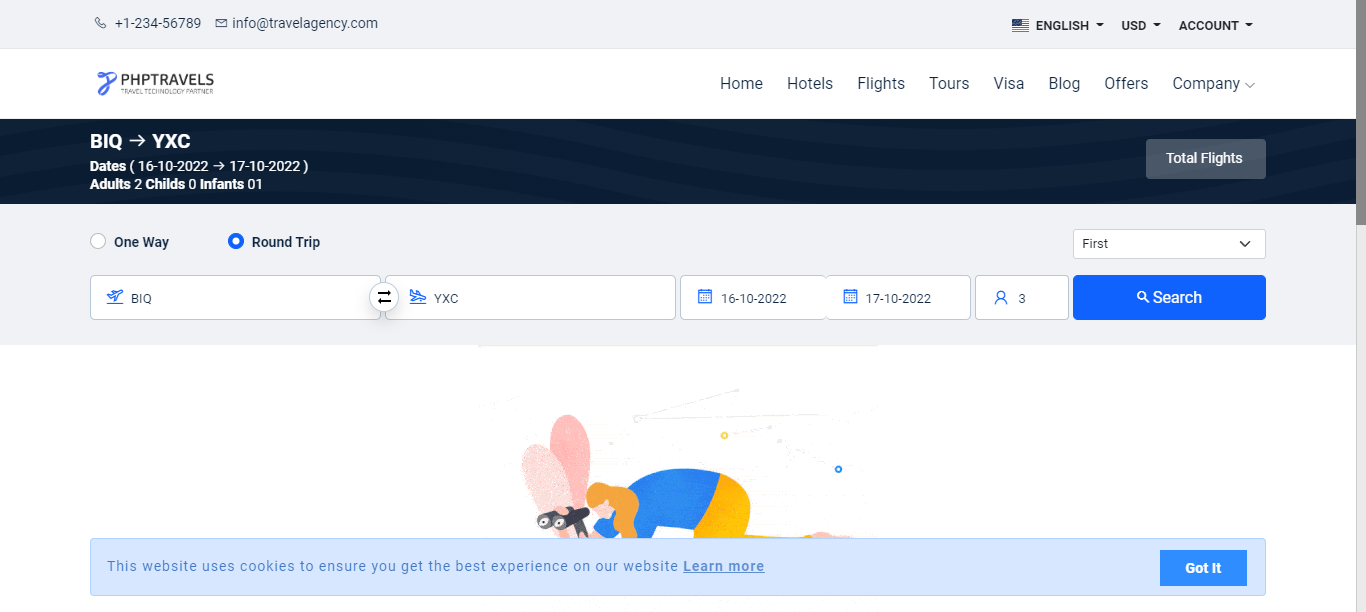 +1-234-56789 info@travelagency.com ENGLISH USD ACCOUNT
PHPTRAVELS
TRAVEL TECHNOLOGY PARTNER
Home Hotels Flights Tours Visa Blog Offers Company
BIQ → YXC
Dates ( 16-10-2022 → 17-10-2022 )
Adults 2 Childs 0 Infants 01
Total Flights
One Way Round Trip First
BIQ YXC 16-10-2022 17-10-2022 3 Search
This website uses cookies to ensure you get the best experience on our website Learn more Got It